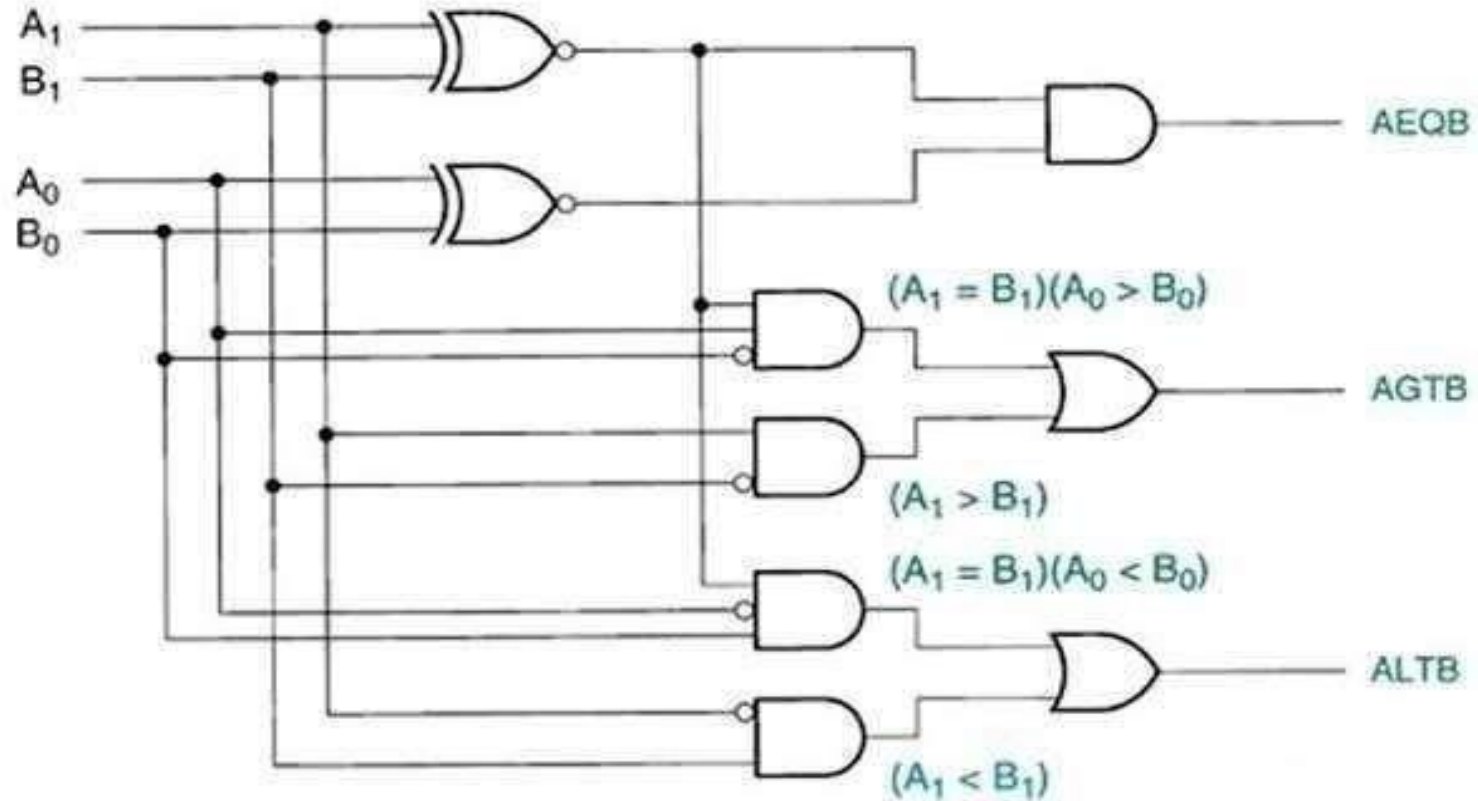 A₁
B₁
AEQB
A₀
B₀
(A₁ = B₁)(A₀ > B₀)
AGTB
(A₁ > B₁)
(A₁ = B₁)(A₀ < B₀)
ALTB
(A₁ < B₁)